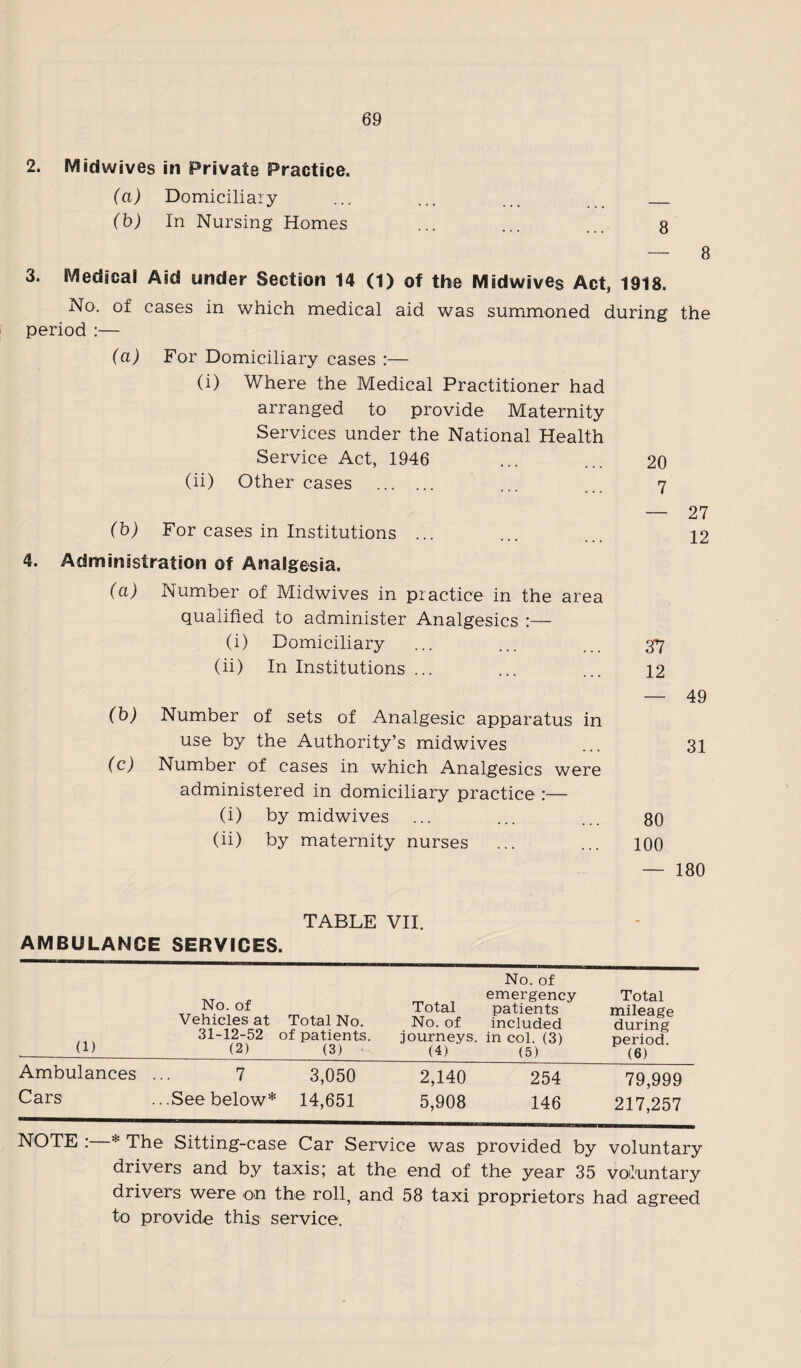 69
2. Midwives in Private Practice.
(a) Domiciliary ... ... ... ... —
(b) In Nursing Homes ... ... ... 8
— 8
3. Medical Aid under Section 14 (1) of the Midwives Act, 1918.
No. of cases in which medical aid was summoned during the
period :—
(a) For Domiciliary cases :—
(i) Where the Medical Practitioner had
arranged to provide Maternity
Services under the National Health
Service Act, 1946 ... ... 20
(ii) Other cases ... ... ... ... 7
— 27
(b) For cases in Institutions ... ... ... 12
4. Administration of Analgesia.
(a) Number of Midwives in practice in the area
qualified to administer Analgesics :—
(i) Domiciliary ... ... ... 37
(ii) In Institutions ... ... ... 12
— 49
(b) Number of sets of Analgesic apparatus in
use by the Authority's midwives ... 31
(c) Number of cases in which Analgesics were
administered in domiciliary practice :—
(i) by midwives ... ... ... 80
(ii) by maternity nurses ... ... 100
— 180
TABLE VII.
AMBULANCE SERVICES.
No. of
emergency Total
No. of Total patients mileage
Vehicles at Total No. No. of included during
31-12-52 of patients. journeys. in col. (3) period.
(1) (2) (3) (4) (5) (6)
Ambulances ... 7 3,050 2,140 254 79,999
Cars ...See below* 14,651 5,908 146 217,257
NOTE :—* The Sitting-case Car Service was provided by voluntary
drivers and by taxis; at the end of the year 35 voluntary
drivers were on the roll, and 58 taxi proprietors had agreed
to provide this service.